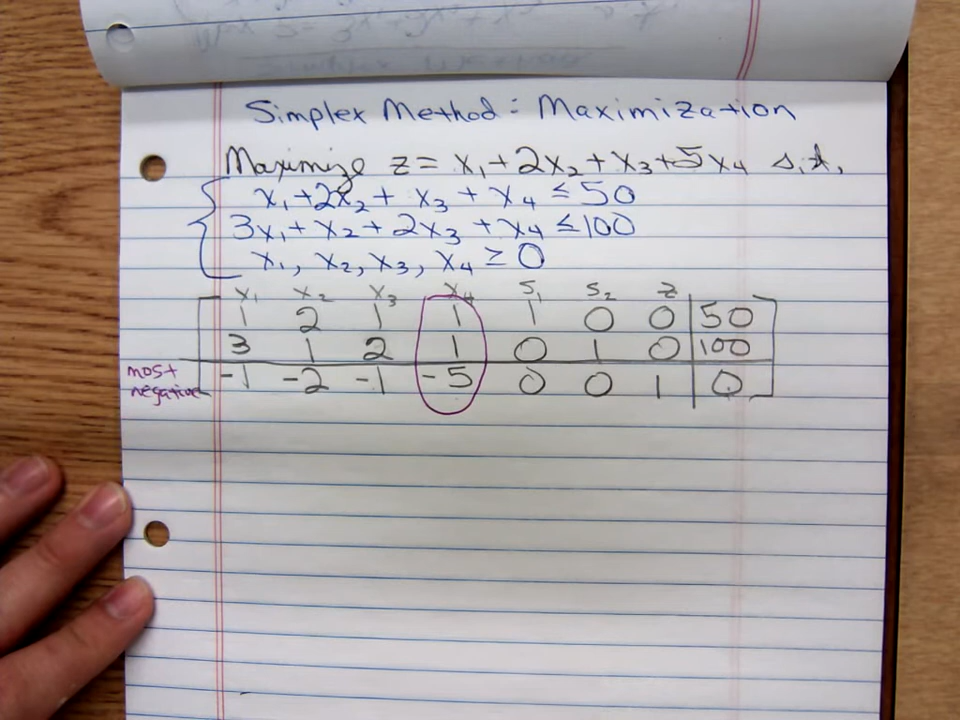 Simplex Method: Maximization
Maximize z = x₁+2x₂+x₃+5x₄ s.t.
x₁+2x₂+ x₃ + x₄ ≤ 50
3x₁+ x₂+2x₃ +x₄ ≤100
x₁, x₂, x₃, x₄ ≥ 0
x₁ x₂ x₃ x₄ s₁ s₂ z
1 2 1 1 1 0 0 50
3 1 2 1 0 1 0 100
most negative -1 -2 -1 -5 0 0 1 0